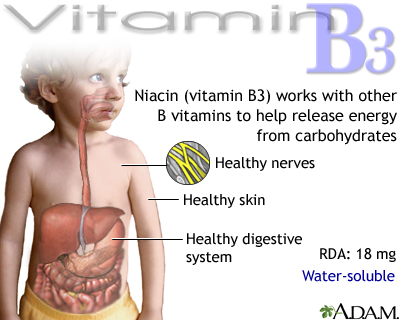 Vitamin B3
Niacin (vitamin B3) works with other
B vitamins to help release energy
from carbohydrates
Healthy nerves
Healthy skin
Healthy digestive
system
RDA: 18 mg
Water-soluble
A.D.A.M.